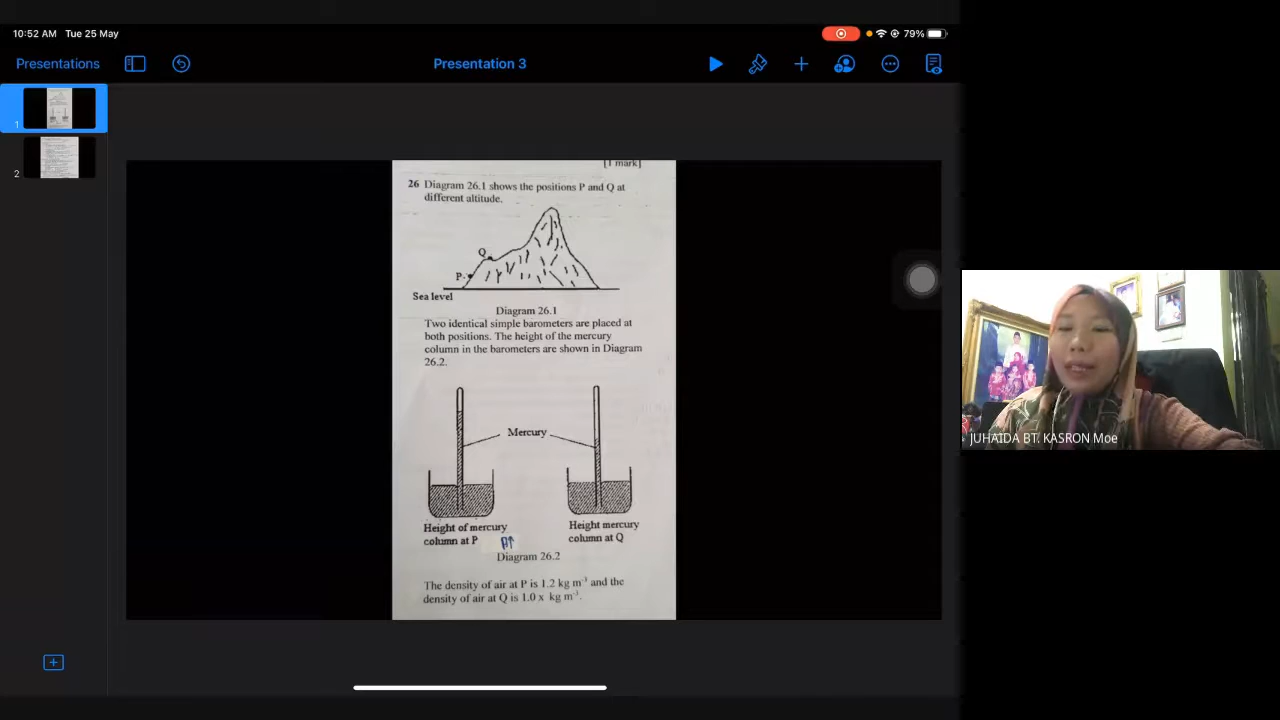 10:52 AM Tue 25 May
79%
Presentations
Presentation 3
1
2
[1 mark]
26 Diagram 26.1 shows the positions P and Q at
different altitude.
Q
P
Sea level
Diagram 26.1
Two identical simple barometers are placed at
both positions. The height of the mercury
column in the barometers are shown in Diagram
26.2.
Mercury
Height of mercury
column at P
Height mercury
column at Q
Diagram 26.2
The density of air at P is 1.2 kg m⁻³ and the
density of air at Q is 1.0 x kg m⁻³.
JUHAIDA BT. KASRON Moe